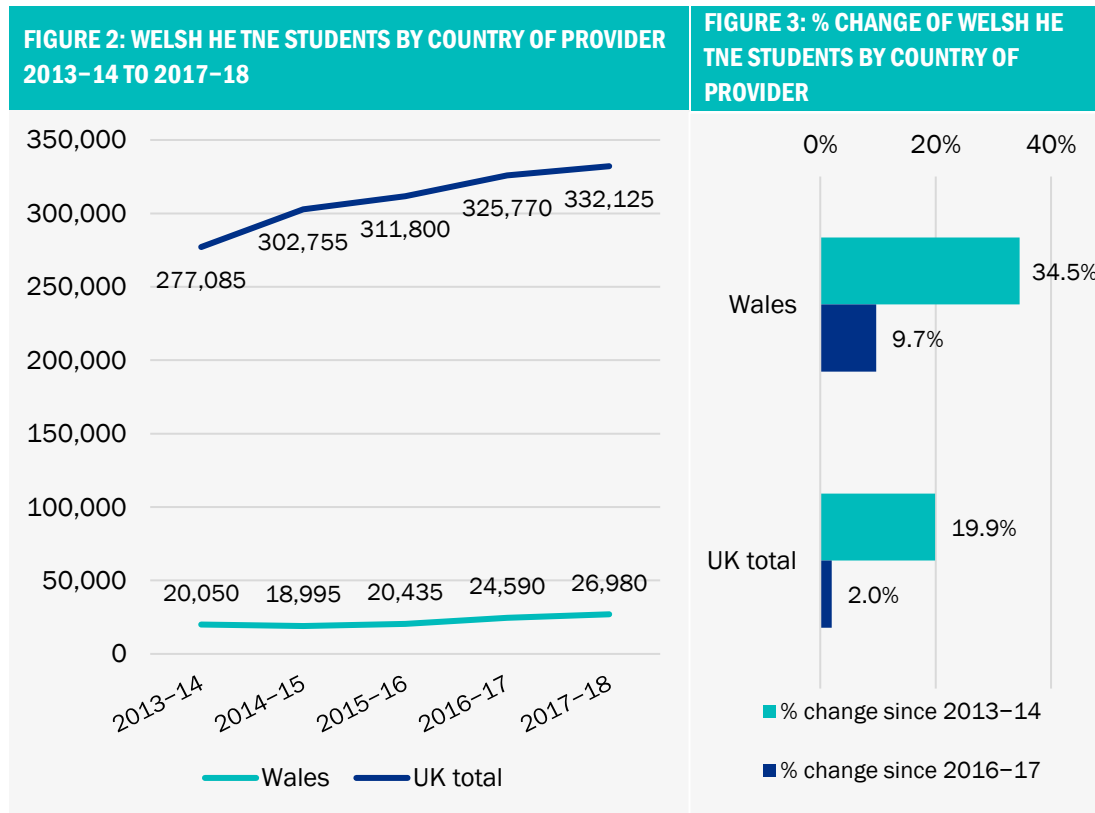 FIGURE 2: WELSH HE TNE STUDENTS BY COUNTRY OF PROVIDER
2013–14 TO 2017–18
350,000
300,000
250,000
200,000
150,000
100,000
50,000
0
277,085
302,755
311,800
325,770
332,125
20,050
18,995
20,435
24,590
26,980
2013–14
2014–15
2015–16
2016–17
2017–18
Wales
UK total
FIGURE 3: % CHANGE OF WELSH HE
TNE STUDENTS BY COUNTRY OF
PROVIDER
0%
20%
40%
Wales
34.5%
9.7%
UK total
19.9%
2.0%
% change since 2013–14
% change since 2016–17